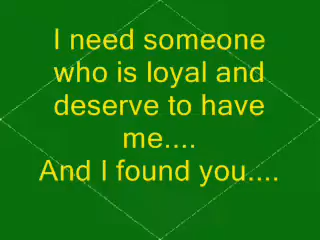 I need someone
who is loyal and
deserve to have
me....
And I found you....